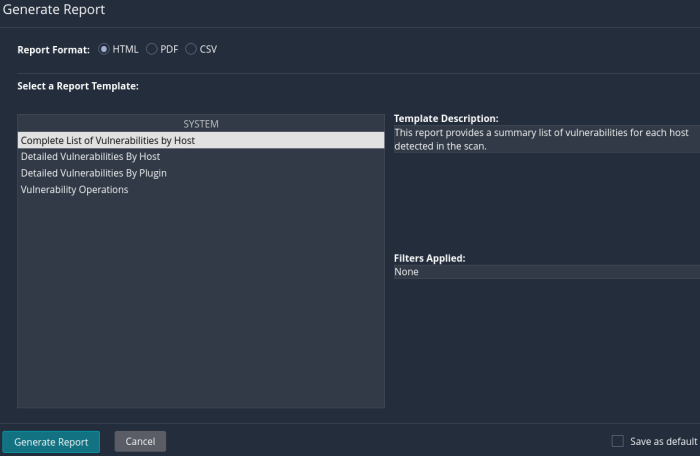 Generate Report
Report Format: HTML PDF CSV
Select a Report Template:
SYSTEM
Complete List of Vulnerabilities by Host
Detailed Vulnerabilities By Host
Detailed Vulnerabilities By Plugin
Vulnerability Operations
Template Description:
This report provides a summary list of vulnerabilities for each host
detected in the scan.
Filters Applied:
None
Generate Report Cancel Save as default